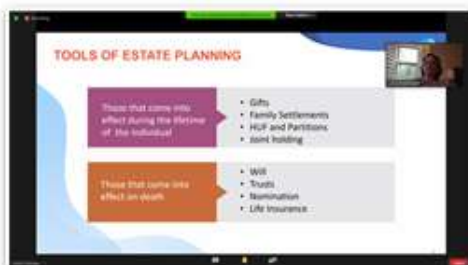 TOOLS OF ESTATE PLANNING
Those that come into
effect during the lifetime
of the individual
• Gifts
• Family Settlements
• HUF and Partitions
• Joint holding
Those that come into
effect on death
• Will
• Trusts
• Nomination
• Life Insurance